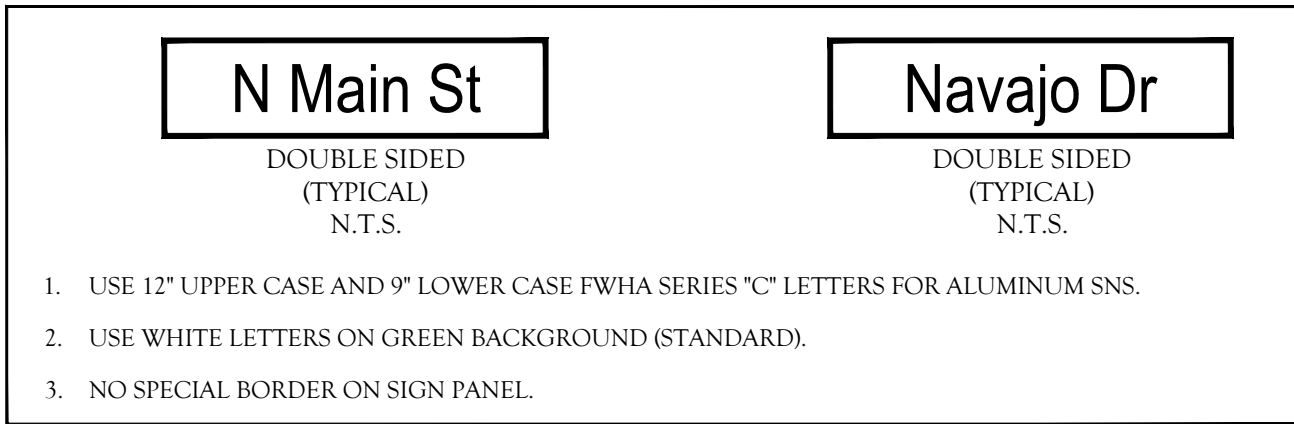 N Main St
DOUBLE SIDED
(TYPICAL)
N.T.S.
Navajo Dr
DOUBLE SIDED
(TYPICAL)
N.T.S.
1. USE 12" UPPER CASE AND 9" LOWER CASE FWHA SERIES "C" LETTERS FOR ALUMINUM SNS.
2. USE WHITE LETTERS ON GREEN BACKGROUND (STANDARD).
3. NO SPECIAL BORDER ON SIGN PANEL.